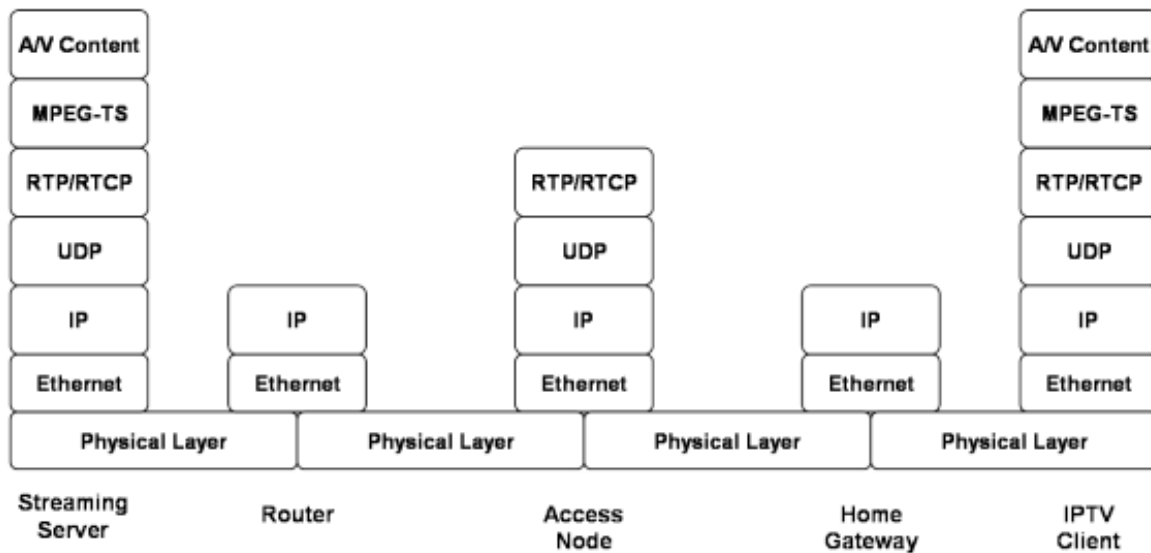 A/V Content A/V Content
MPEG-TS MPEG-TS
RTP/RTCP RTP/RTCP RTP/RTCP
UDP UDP UDP
IP IP IP IP IP
Ethernet Ethernet Ethernet Ethernet Ethernet
Physical Layer Physical Layer Physical Layer Physical Layer
Streaming Server
Router
Access Node
Home Gateway
IPTV Client